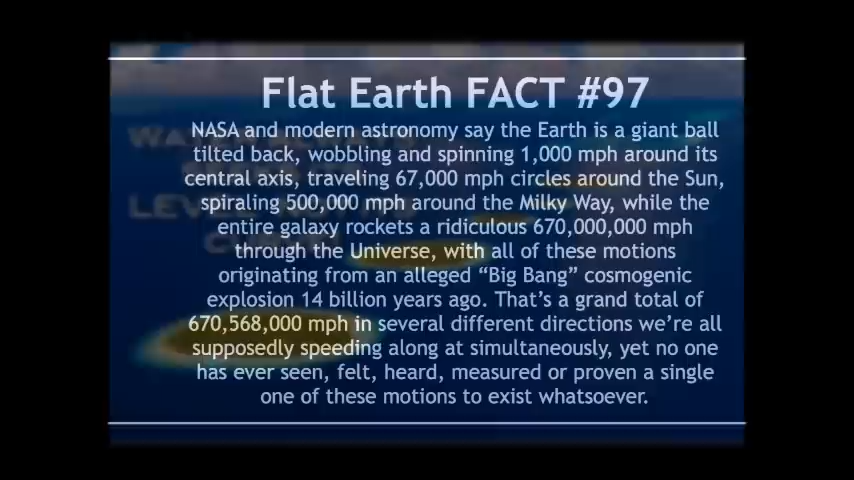 Flat Earth FACT #97
NASA and modern astronomy say the Earth is a giant ball
tilted back, wobbling and spinning 1,000 mph around its
central axis, traveling 67,000 mph circles around the Sun,
spiraling 500,000 mph around the Milky Way, while the
entire galaxy rockets a ridiculous 670,000,000 mph
through the Universe, with all of these motions
originating from an alleged “Big Bang” cosmogenic
explosion 14 billion years ago. That’s a grand total of
670,568,000 mph in several different directions we’re all
supposedly speeding along at simultaneously, yet no one
has ever seen, felt, heard, measured or proven a single
one of these motions to exist whatsoever.